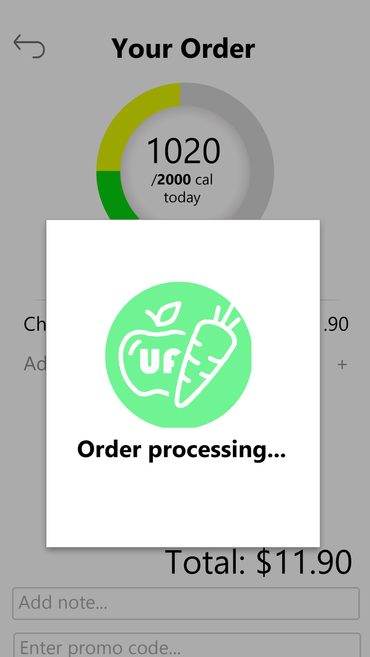 Your Order
1020
/2000 cal
today
Ch
.90
Ad
+
UF
Order processing...
Total: $11.90
Add note...
Enter promo code...